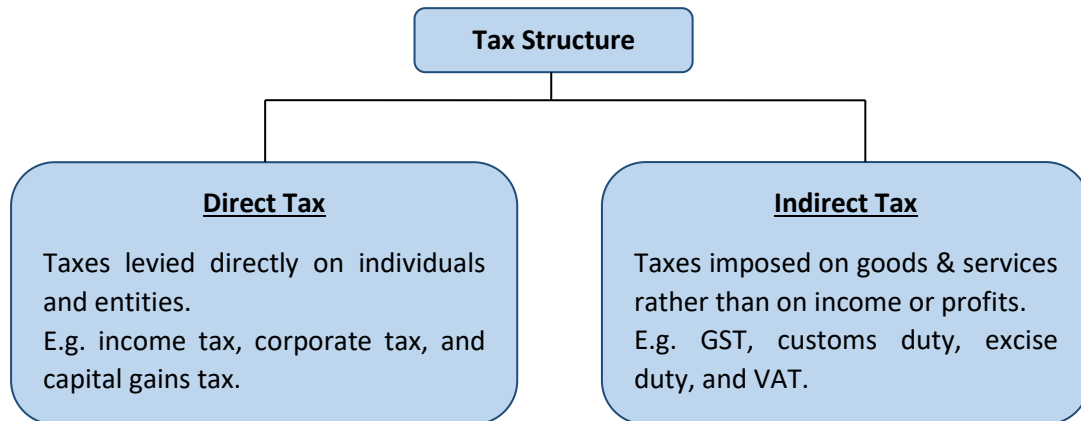 Tax Structure
Direct Tax
Taxes levied directly on individuals
and entities.
E.g. income tax, corporate tax, and
capital gains tax.
Indirect Tax
Taxes imposed on goods & services
rather than on income or profits.
E.g. GST, customs duty, excise
duty, and VAT.